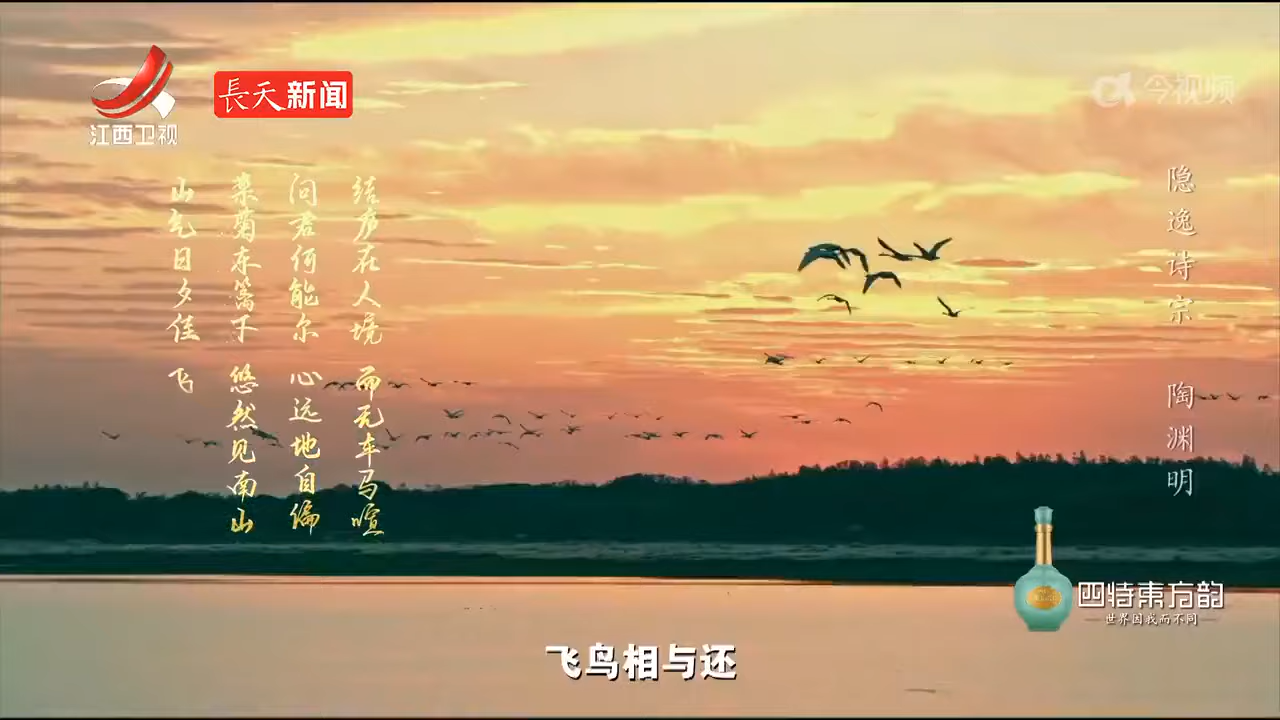 江西卫视
長天新闻
今视频
隐逸诗宗 陶渊明
结庐在人境 而无车马喧
问君何能尔 心远地自偏
菜菊东篱下 悠然见南山
山气日夕佳 飞
四特東方韵
世界因我而不同
飞鸟相与还